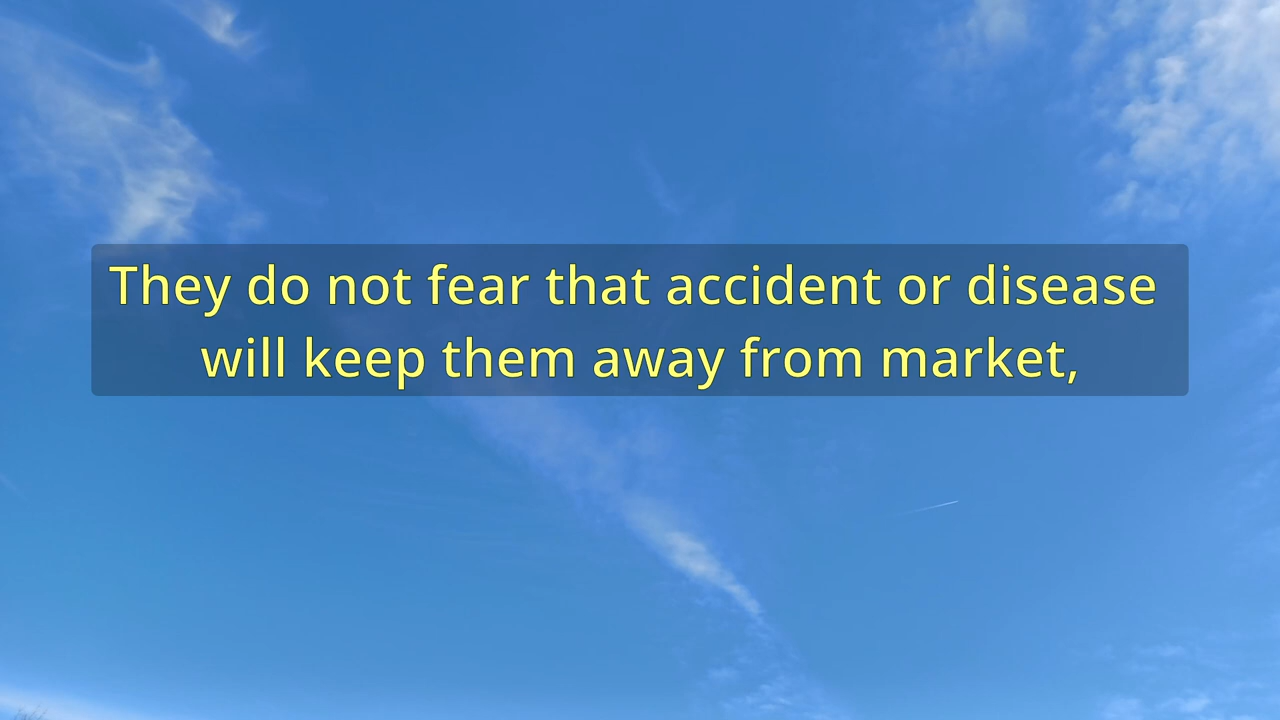 They do not fear that accident or disease
will keep them away from market,